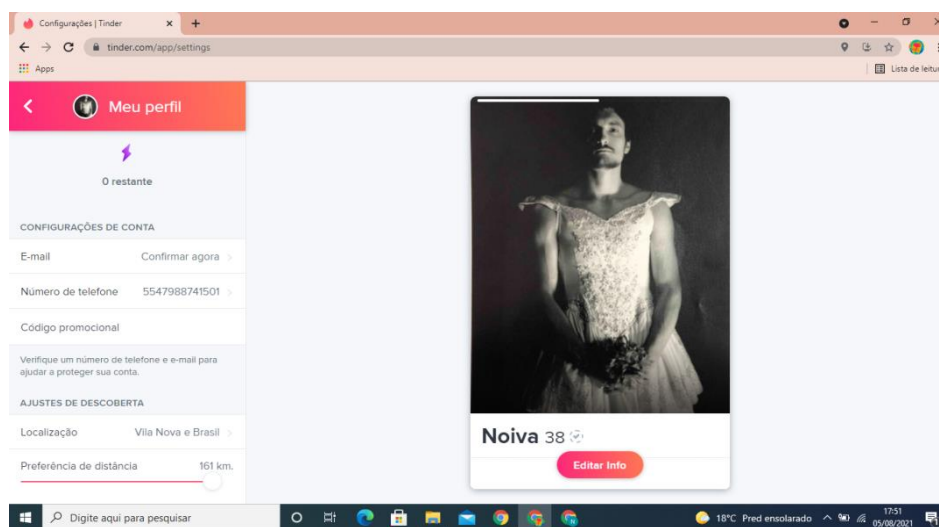 Configurações | Tinder
tinder.com/app/settings
Apps
Lista de leitur
Meu perfil
0 restante
CONFIGURAÇÕES DE CONTA
E-mail Confirmar agora
Número de telefone 5547988741501
Código promocional
Verifique um número de telefone e e-mail para
ajudar a proteger sua conta.
AJUSTES DE DESCOBERTA
Localização Vila Nova e Brasil
Preferência de distância 161 km.
Noiva 38
Editar Info
Digite aqui para pesquisar
18°C Pred ensolarado
17:51
05/08/2021